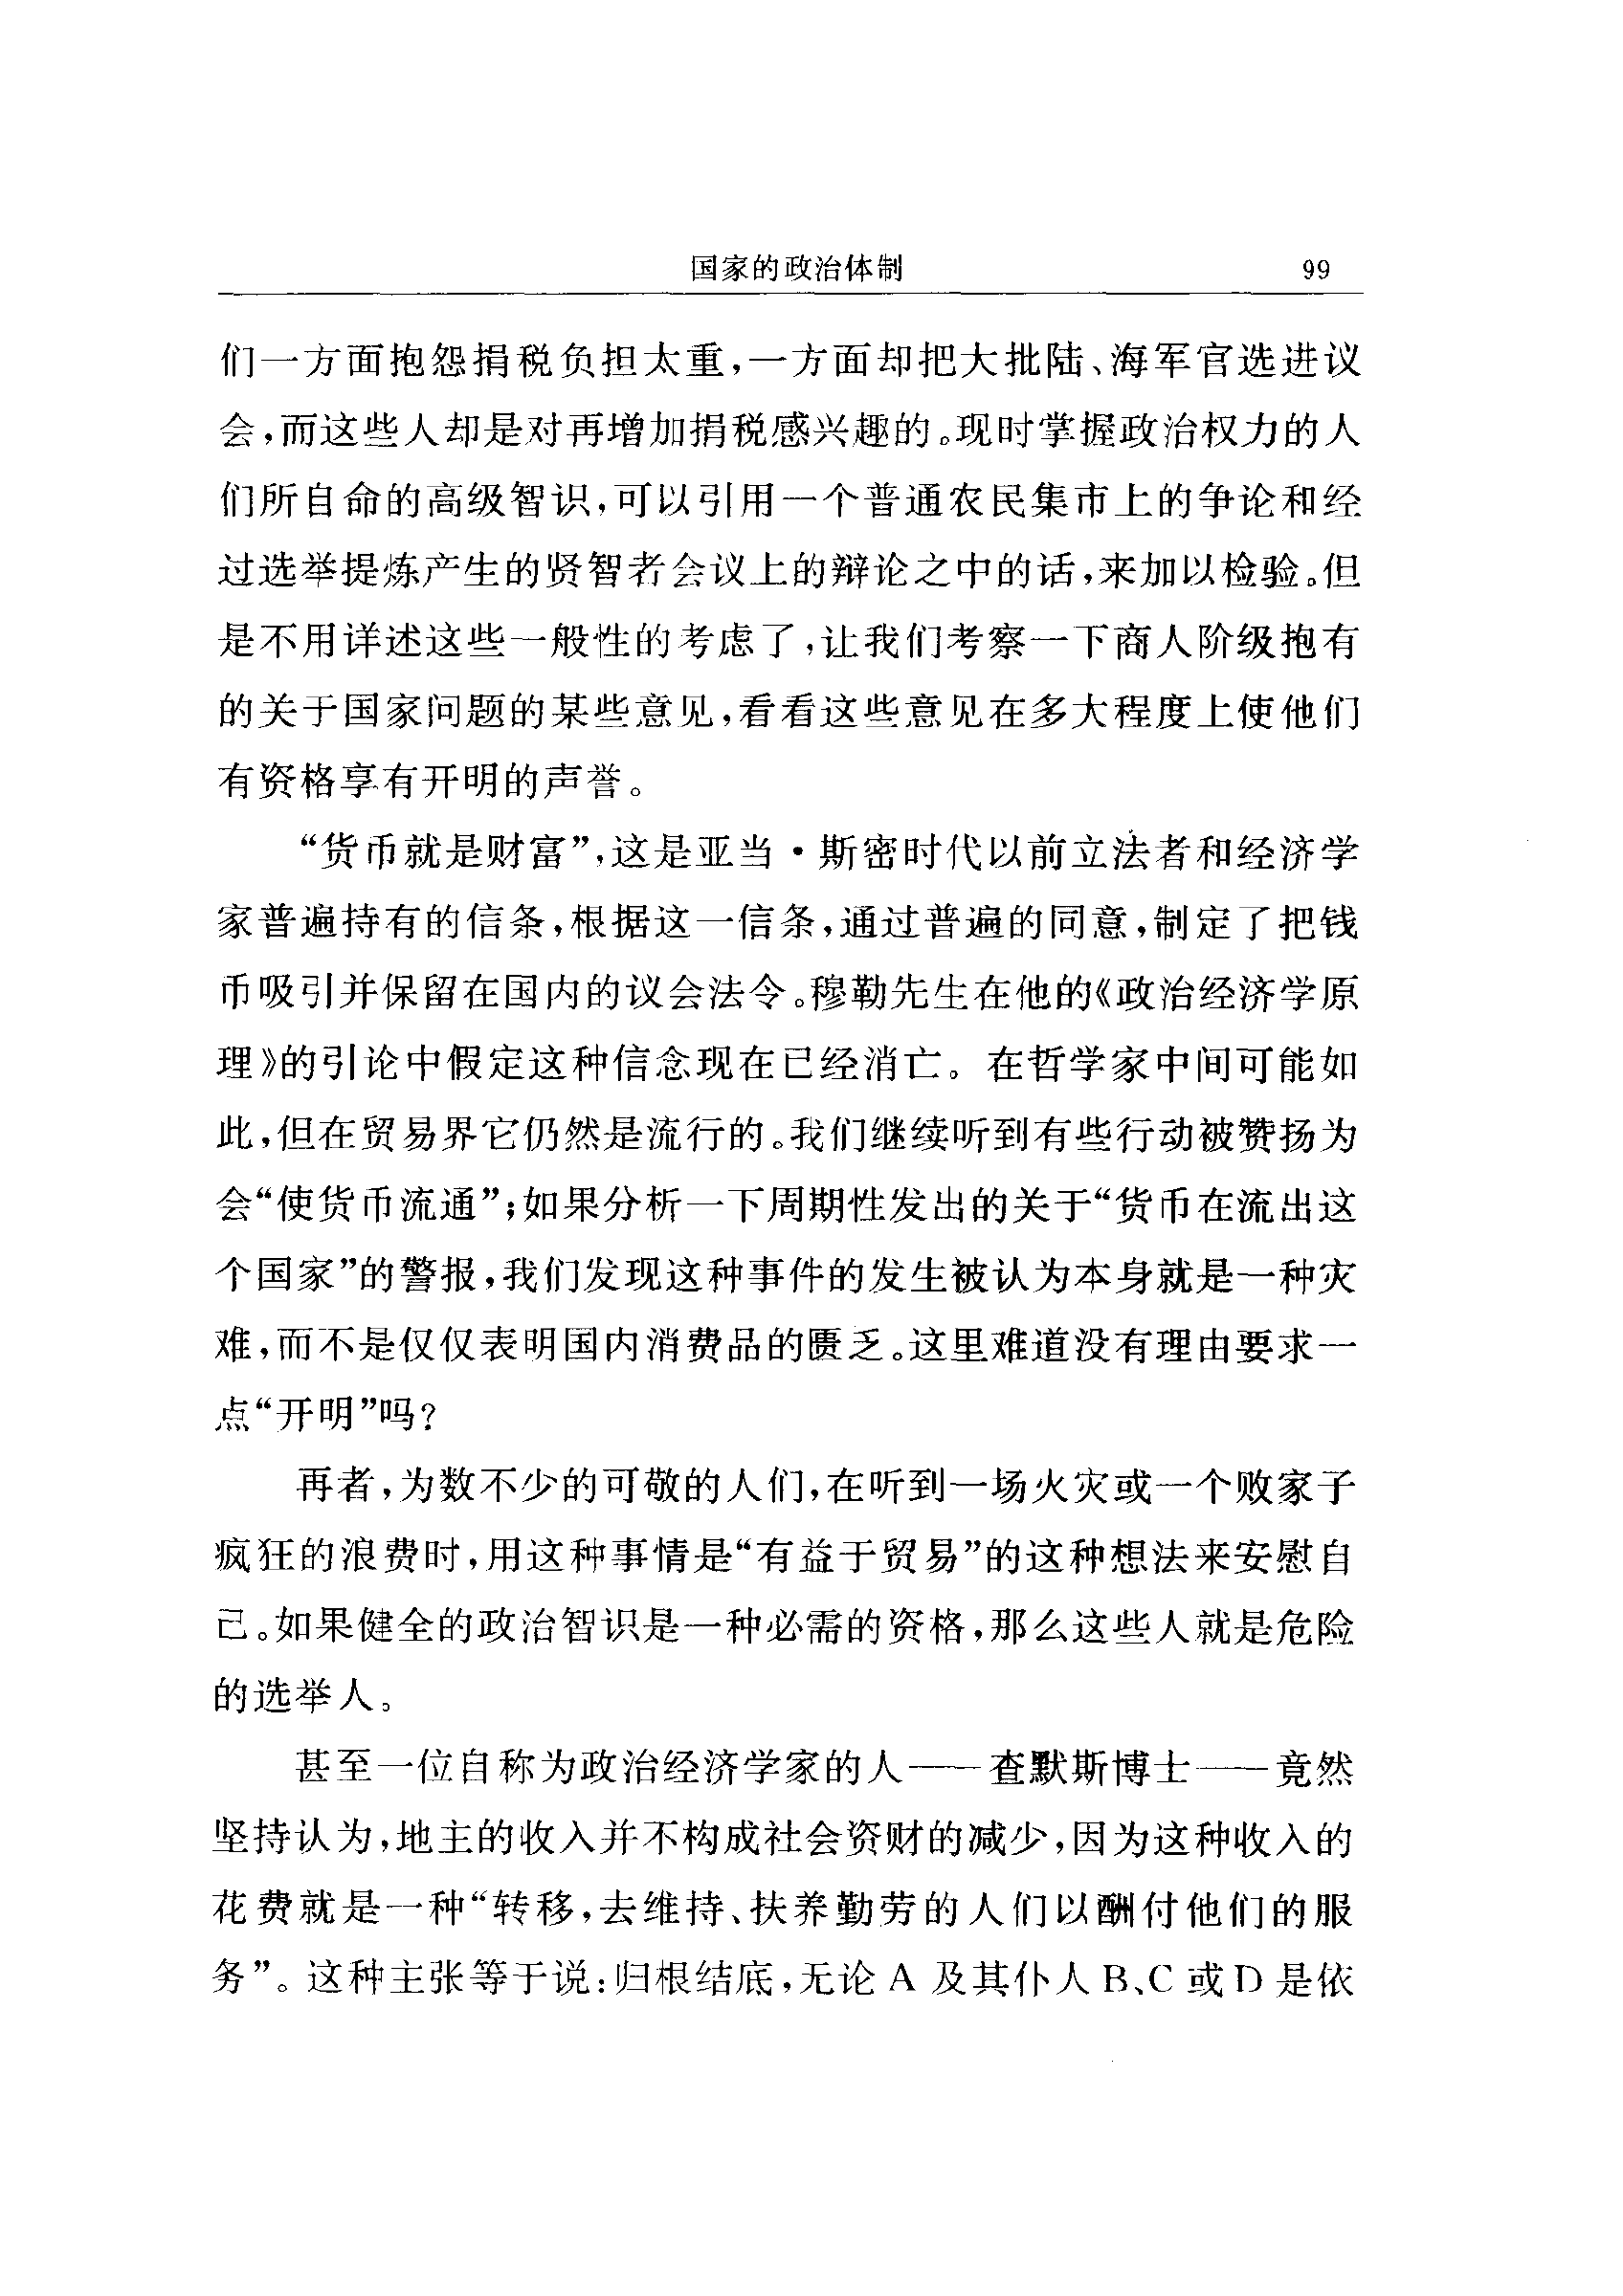 国家的政治体制 99
们一方面抱怨捐税负担太重,一方面却把大批陆、海军官选进议
会,而这些人却是对再增加捐税感兴趣的。现时掌握政治权力的人
们所自命的高级智识,可以引用一个普通农民集市上的争论和经
过选举提炼产生的贤智者会议上的辩论之中的话,来加以检验。但
是不用详述这些一般性的考虑了,让我们考察一下商人阶级抱有
的关于国家问题的某些意见,看看这些意见在多大程度上使他们
有资格享有开明的声誉。
“货币就是财富”,这是亚当·斯密时代以前立法者和经济学
家普遍持有的信条,根据这一信条,通过普遍的同意,制定了把钱
币吸引并保留在国内的议会法令。穆勒先生在他的《政治经济学原
理》的引论中假定这种信念现在已经消亡。在哲学家中间可能如
此,但在贸易界它仍然是流行的。我们继续听到有些行动被赞扬为
会“使货币流通”;如果分析一下周期性发出的关于“货币在流出这
个国家”的警报,我们发现这种事件的发生被认为本身就是一种灾
难,而不是仅仅表明国内消费品的匮乏。这里难道没有理由要求一
点“开明”吗?
再者,为数不少的可敬的人们,在听到一场火灾或一个败家子
疯狂的浪费时,用这种事情是“有益于贸易”的这种想法来安慰自
己。如果健全的政治智识是一种必需的资格,那么这些人就是危险
的选举人。
甚至一位自称为政治经济学家的人——查默斯博士——竟然
坚持认为,地主的收入并不构成社会资财的减少,因为这种收入的
花费就是一种“转移,去维持、扶养勤劳的人们以酬付他们的服
务”。这种主张等于说:归根结底,无论 A 及其仆人 B、C 或 D 是依